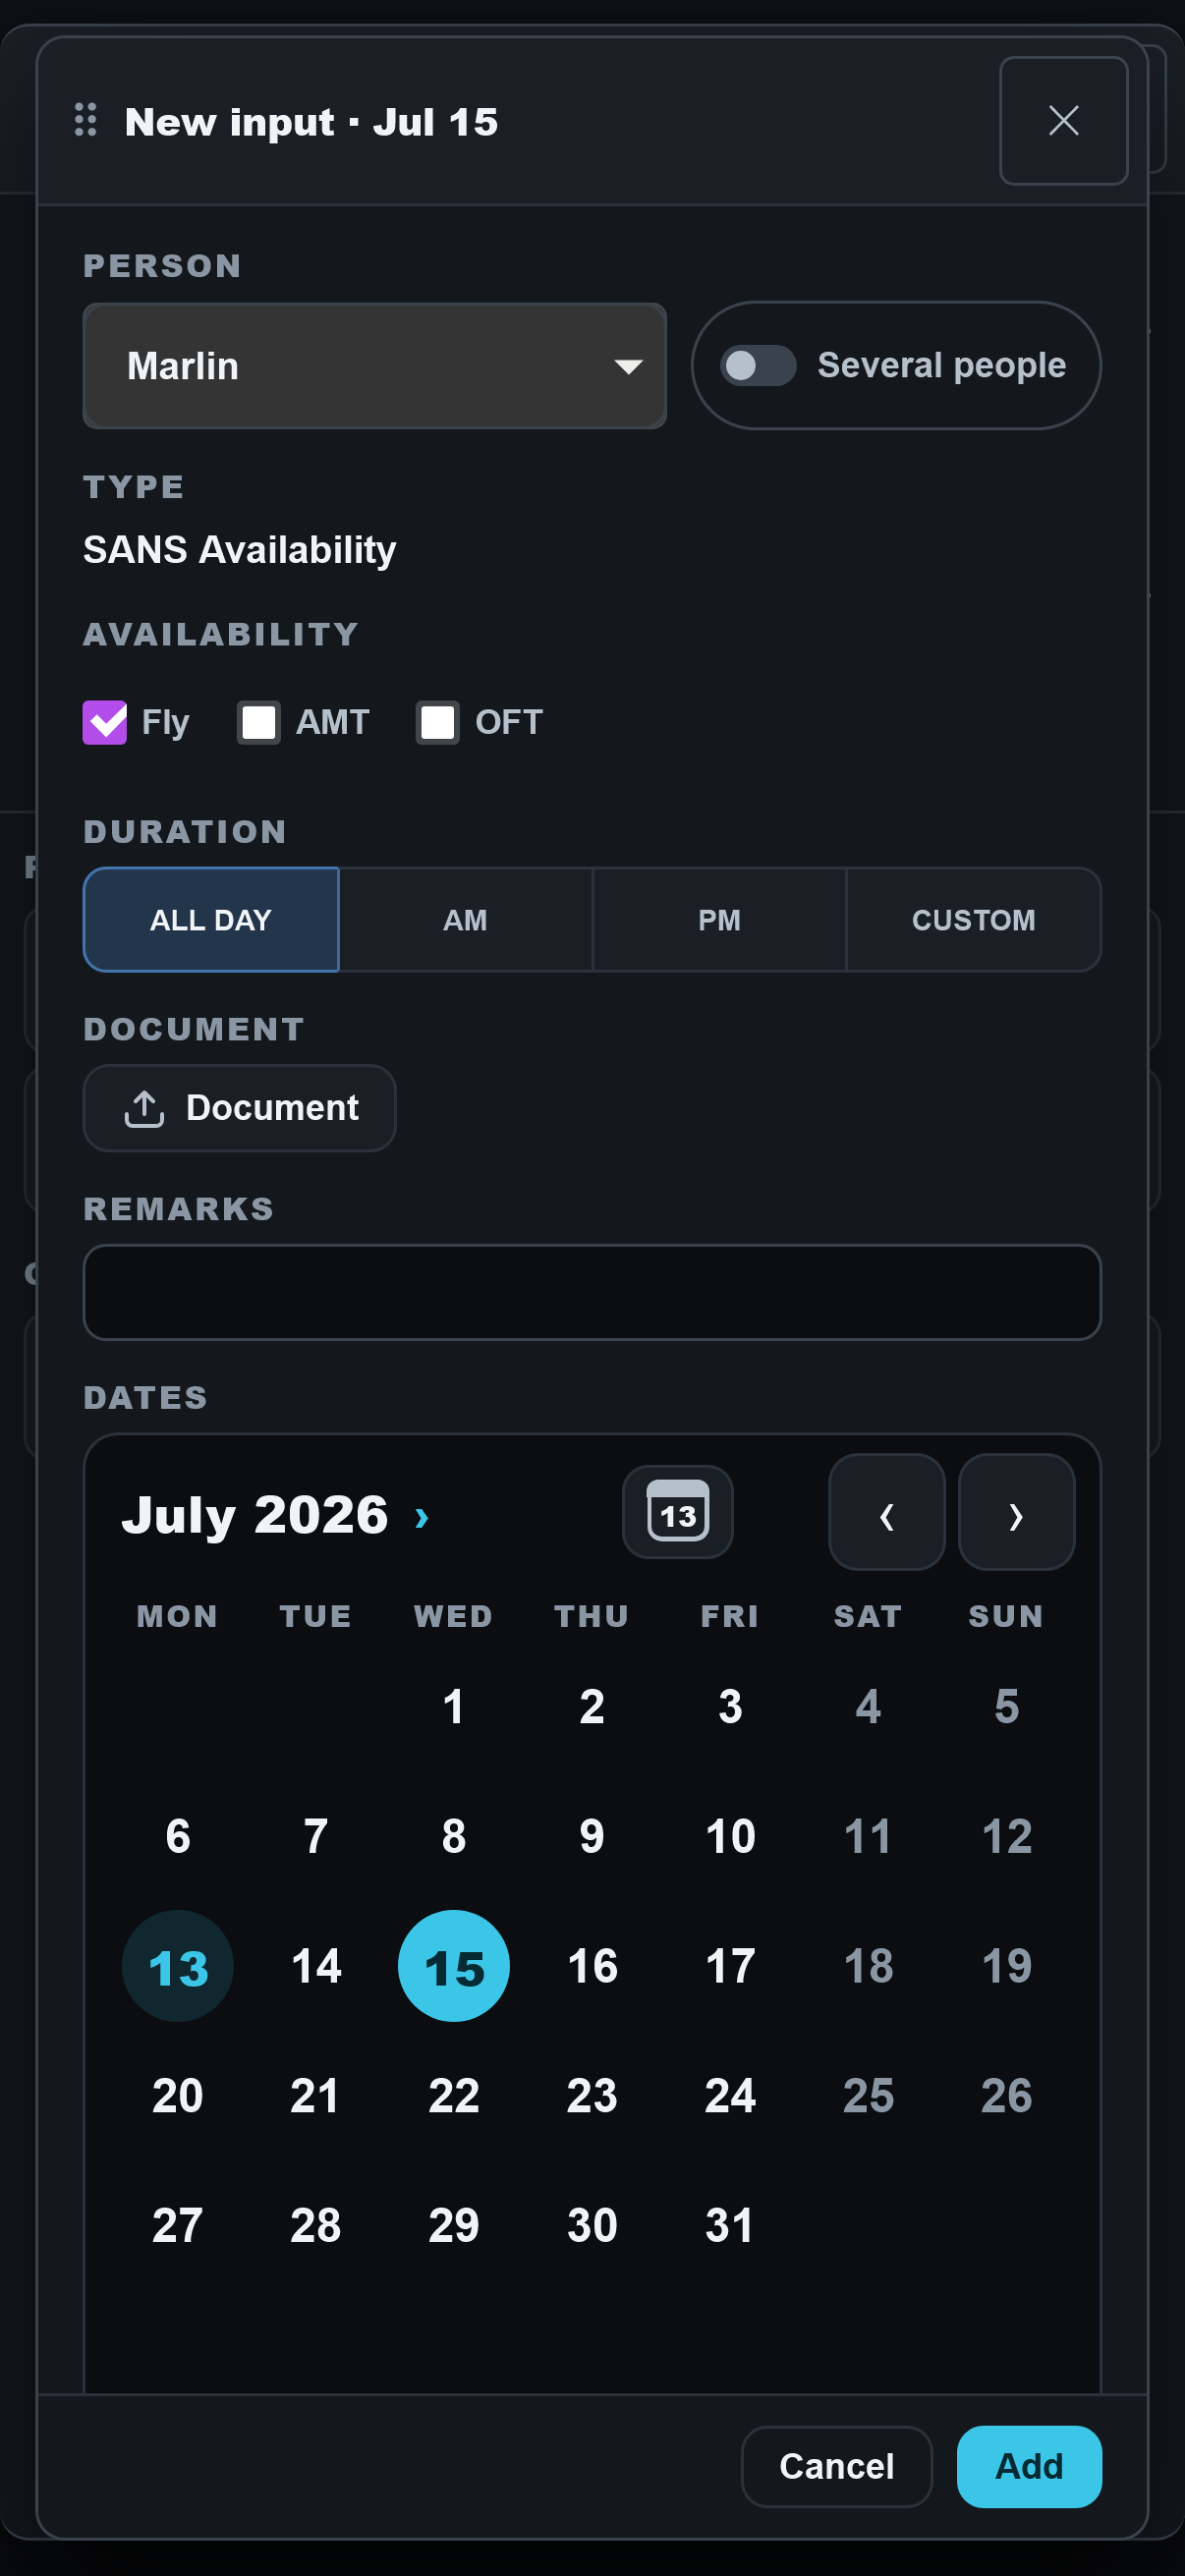 New input · Jul 15
PERSON
Marlin
Several people
TYPE
SANS Availability
AVAILABILITY
Fly AMT OFT
DURATION
ALL DAY AM PM CUSTOM
DOCUMENT
Document
REMARKS
DATES
July 2026 ›
13
‹ ›
MON TUE WED THU FRI SAT SUN
1 2 3 4 5
6 7 8 9 10 11 12
13 14 15 16 17 18 19
20 21 22 23 24 25 26
27 28 29 30 31
Cancel Add